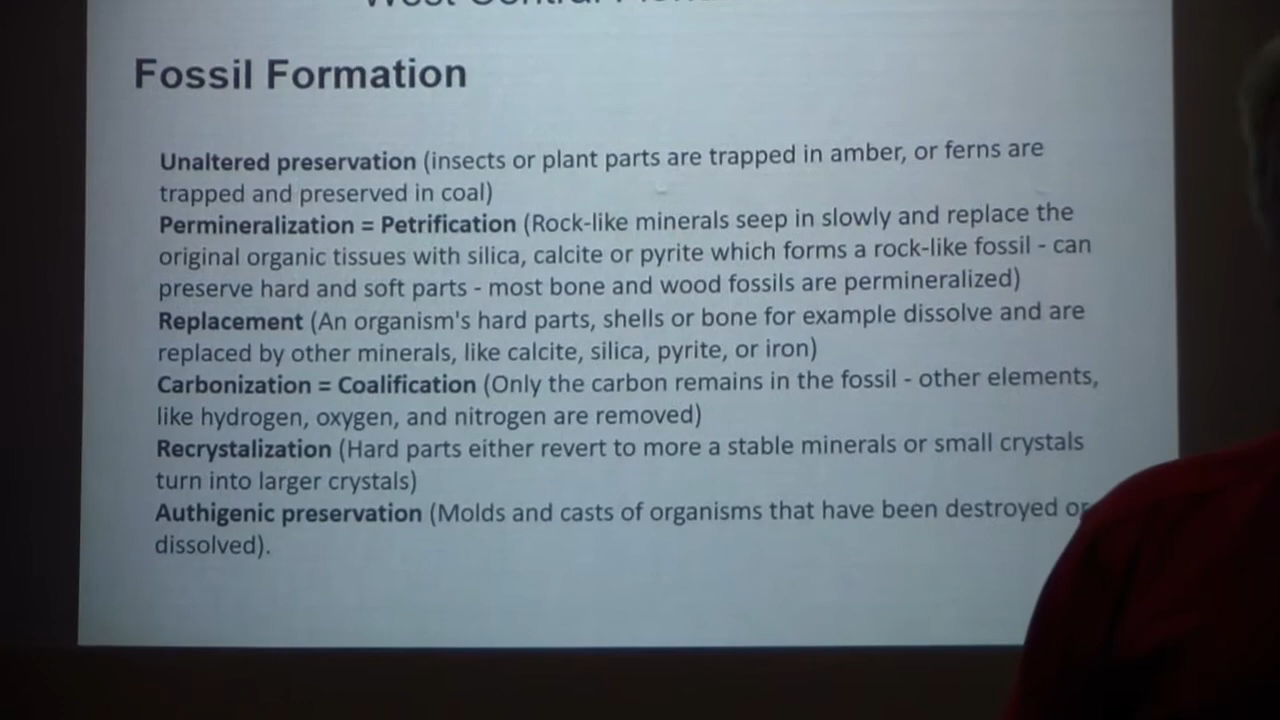 West Central
Fossil Formation
Unaltered preservation (insects or plant parts are trapped in amber, or ferns are
trapped and preserved in coal)
Permineralization = Petrification (Rock-like minerals seep in slowly and replace the
original organic tissues with silica, calcite or pyrite which forms a rock-like fossil - can
preserve hard and soft parts - most bone and wood fossils are permineralized)
Replacement (An organism's hard parts, shells or bone for example dissolve and are
replaced by other minerals, like calcite, silica, pyrite, or iron)
Carbonization = Coalification (Only the carbon remains in the fossil - other elements,
like hydrogen, oxygen, and nitrogen are removed)
Recrystalization (Hard parts either revert to more a stable minerals or small crystals
turn into larger crystals)
Authigenic preservation (Molds and casts of organisms that have been destroyed or
dissolved).